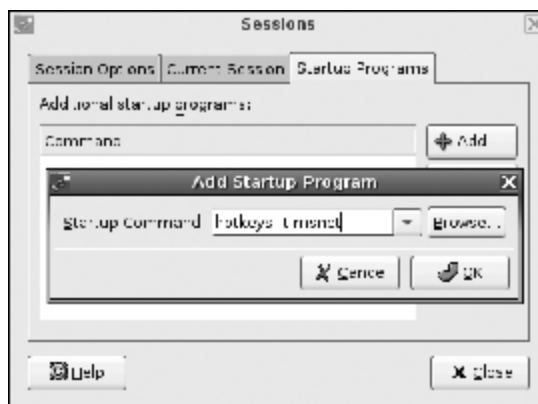 Sessions
Session Options Current Session Startup Programs
Additional startup programs:
Command
Add
Add Startup Program
Startup Command hotkeys
Browse...
Cancel OK
Help Close